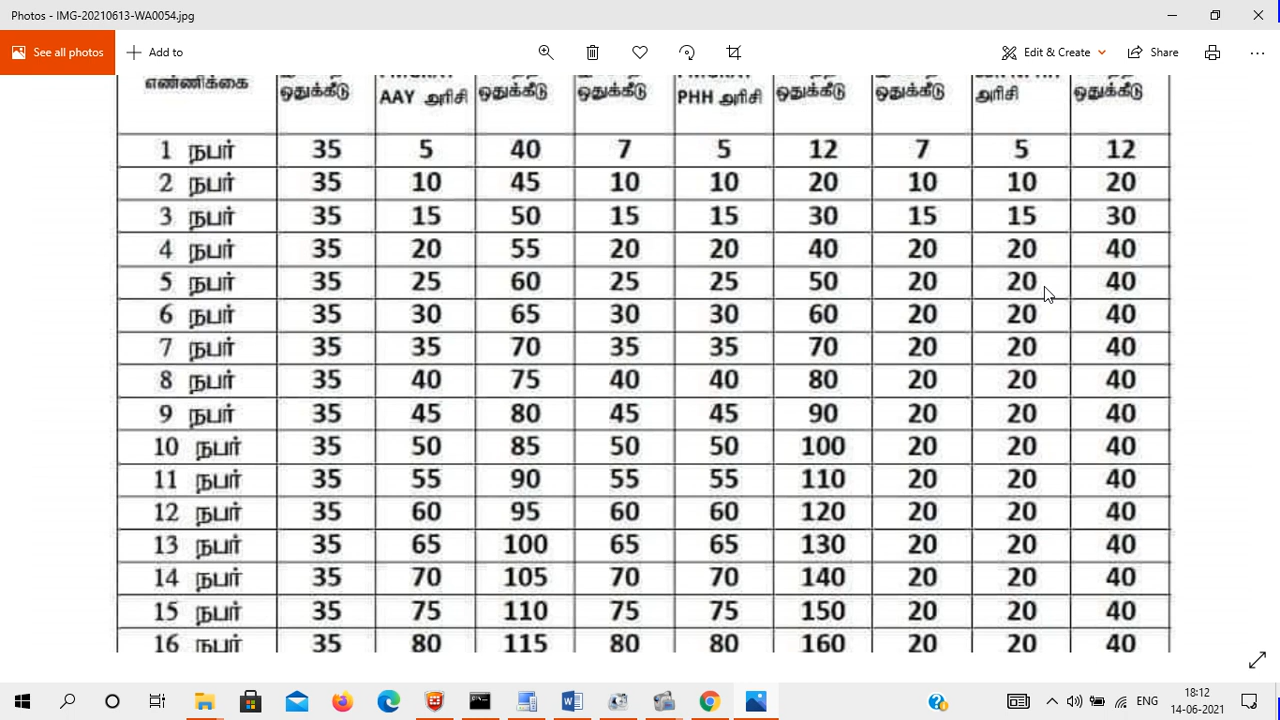 Photos - IMG-20210613-WA0054.jpg
See all photos
Add to
Edit & Create
Share
எண்ணிக்கை ஒதுக்கீடு AAY அரிசி ஒதுக்கீடு ஒதுக்கீடு PHH அரிசி ஒதுக்கீடு ஒதுக்கீடு அரிசி ஒதுக்கீடு
1 நபர் 35 5 40 7 5 12 7 5 12
2 நபர் 35 10 45 10 10 20 10 10 20
3 நபர் 35 15 50 15 15 30 15 15 30
4 நபர் 35 20 55 20 20 40 20 20 40
5 நபர் 35 25 60 25 25 50 20 20 40
6 நபர் 35 30 65 30 30 60 20 20 40
7 நபர் 35 35 70 35 35 70 20 20 40
8 நபர் 35 40 75 40 40 80 20 20 40
9 நபர் 35 45 80 45 45 90 20 20 40
10 நபர் 35 50 85 50 50 100 20 20 40
11 நபர் 35 55 90 55 55 110 20 20 40
12 நபர் 35 60 95 60 60 120 20 20 40
13 நபர் 35 65 100 65 65 130 20 20 40
14 நபர் 35 70 105 70 70 140 20 20 40
15 நபர் 35 75 110 75 75 150 20 20 40
16 நபர் 35 80 115 80 80 160 20 20 40
ENG
8:12
14-06-2021